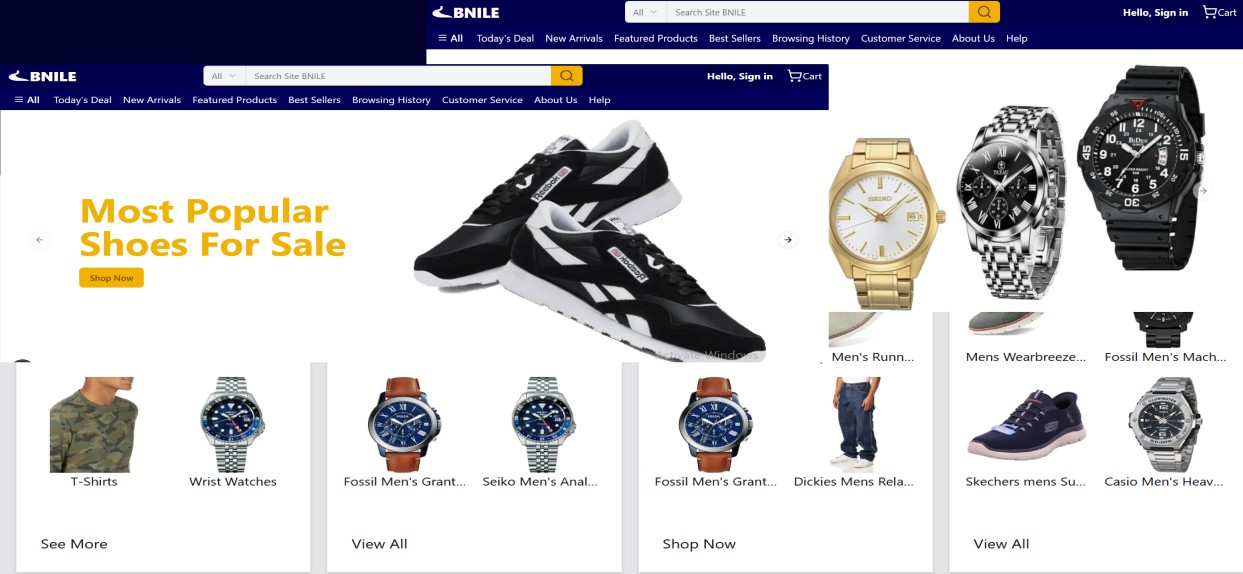 BNILE
All
Search Site BNILE
Hello, Sign in
Cart
All Today's Deal New Arrivals Featured Products Best Sellers Browsing History Customer Service About Us Help
BNILE
All
Search Site BNILE
Hello, Sign in
Cart
All Today's Deal New Arrivals Featured Products Best Sellers Browsing History Customer Service About Us Help
Most Popular
Shoes For Sale
Shop Now
Reebok
SEIKO
Activate Windows
Men's Runn...
Mens Wearbreeze...
Fossil Men's Mach...
T-Shirts
Wrist Watches
Fossil Men's Grant...
Seiko Men's Anal...
Fossil Men's Grant...
Dickies Mens Rela...
Skechers mens Su...
Casio Men's Heav...
See More
View All
Shop Now
View All